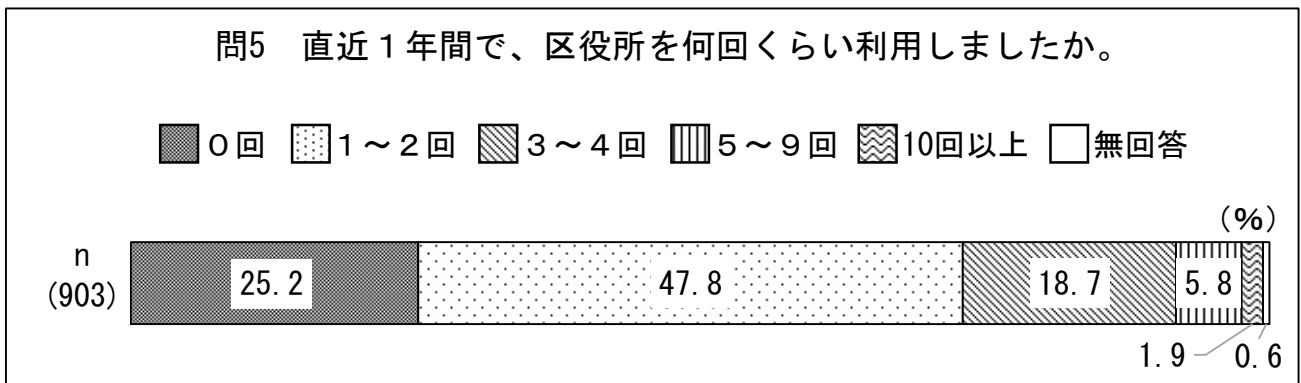 問5　直近１年間で、区役所を何回くらい利用しましたか。
０回 １～２回 ３～４回 ５～９回 10回以上 無回答
(%)
n
(903)
25.2 47.8 18.7 5.8
1.9 0.6